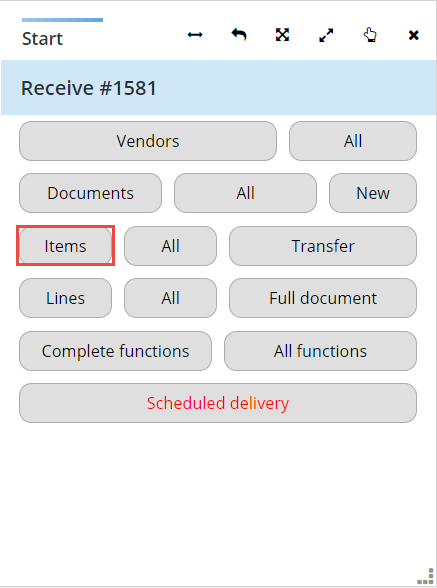 Start
Receive #1581
Vendors All
Documents All New
Items All Transfer
Lines All Full document
Complete functions All functions
Scheduled delivery